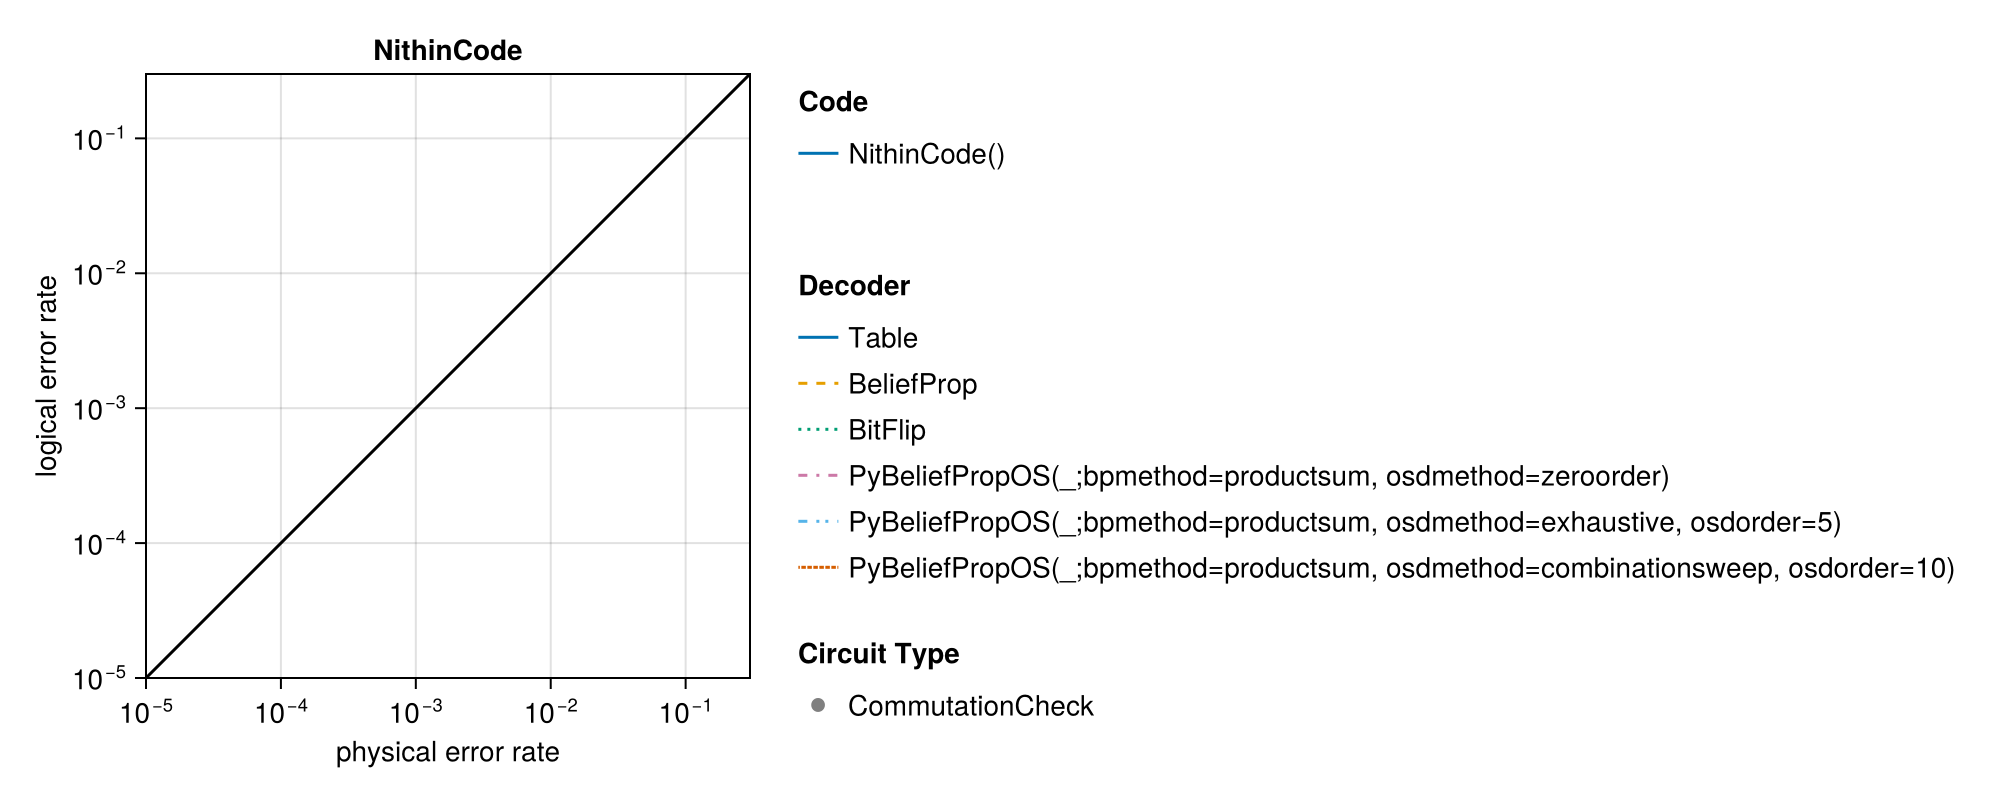 NithinCode
logical error rate
10⁻¹
10⁻²
10⁻³
10⁻⁴
10⁻⁵
10⁻⁵ 10⁻⁴ 10⁻³ 10⁻² 10⁻¹
physical error rate
Code
NithinCode()
Decoder
Table
BeliefProp
BitFlip
PyBeliefPropOS(_;bpmethod=productsum, osdmethod=zeroorder)
PyBeliefPropOS(_;bpmethod=productsum, osdmethod=exhaustive, osdorder=5)
PyBeliefPropOS(_;bpmethod=productsum, osdmethod=combinationsweep, osdorder=10)
Circuit Type
CommutationCheck